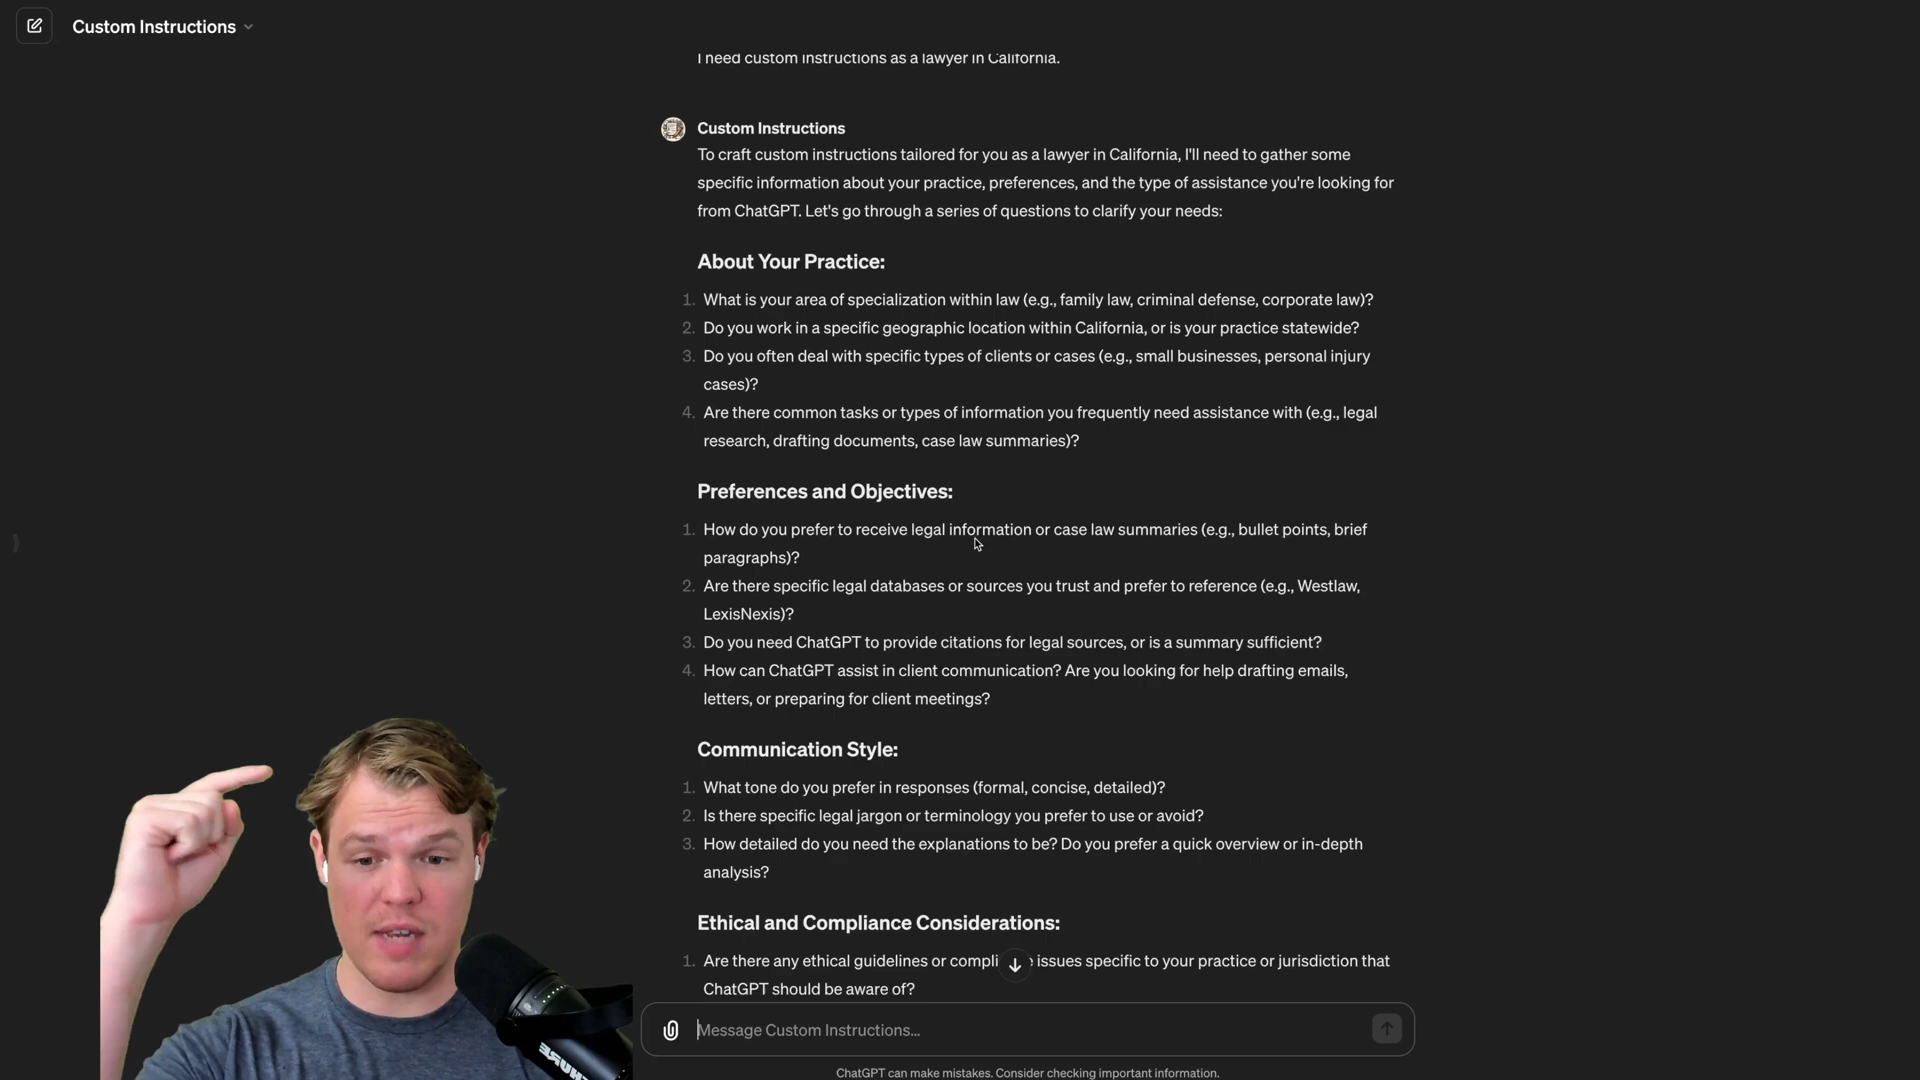 Custom Instructions
I need custom instructions as a lawyer in California.
Custom Instructions
To craft custom instructions tailored for you as a lawyer in California, I'll need to gather some
specific information about your practice, preferences, and the type of assistance you're looking for
from ChatGPT. Let's go through a series of questions to clarify your needs:
About Your Practice:
1. What is your area of specialization within law (e.g., family law, criminal defense, corporate law)?
2. Do you work in a specific geographic location within California, or is your practice statewide?
3. Do you often deal with specific types of clients or cases (e.g., small businesses, personal injury
cases)?
4. Are there common tasks or types of information you frequently need assistance with (e.g., legal
research, drafting documents, case law summaries)?
Preferences and Objectives:
1. How do you prefer to receive legal information or case law summaries (e.g., bullet points, brief
paragraphs)?
2. Are there specific legal databases or sources you trust and prefer to reference (e.g., Westlaw,
LexisNexis)?
3. Do you need ChatGPT to provide citations for legal sources, or is a summary sufficient?
4. How can ChatGPT assist in client communication? Are you looking for help drafting emails,
letters, or preparing for client meetings?
Communication Style:
1. What tone do you prefer in responses (formal, concise, detailed)?
2. Is there specific legal jargon or terminology you prefer to use or avoid?
3. How detailed do you need the explanations to be? Do you prefer a quick overview or in-depth
analysis?
Ethical and Compliance Considerations:
1. Are there any ethical guidelines or compli issues specific to your practice or jurisdiction that
ChatGPT should be aware of?
Message Custom Instructions...
ChatGPT can make mistakes. Consider checking important information.
SHURE